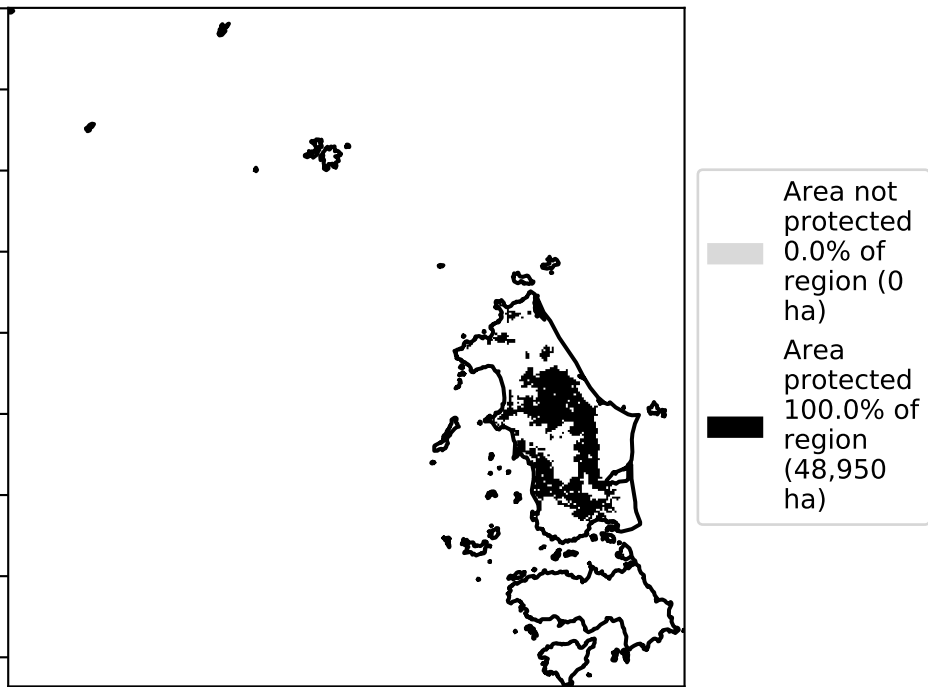 Area not
protected
0.0% of
region (0
ha)
Area
protected
100.0% of
region
(48,950
ha)